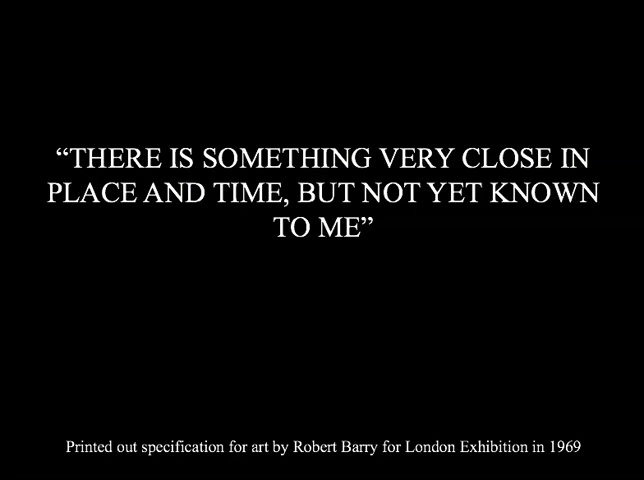 “THERE IS SOMETHING VERY CLOSE IN
PLACE AND TIME, BUT NOT YET KNOWN
TO ME”
Printed out specification for art by Robert Barry for London Exhibition in 1969